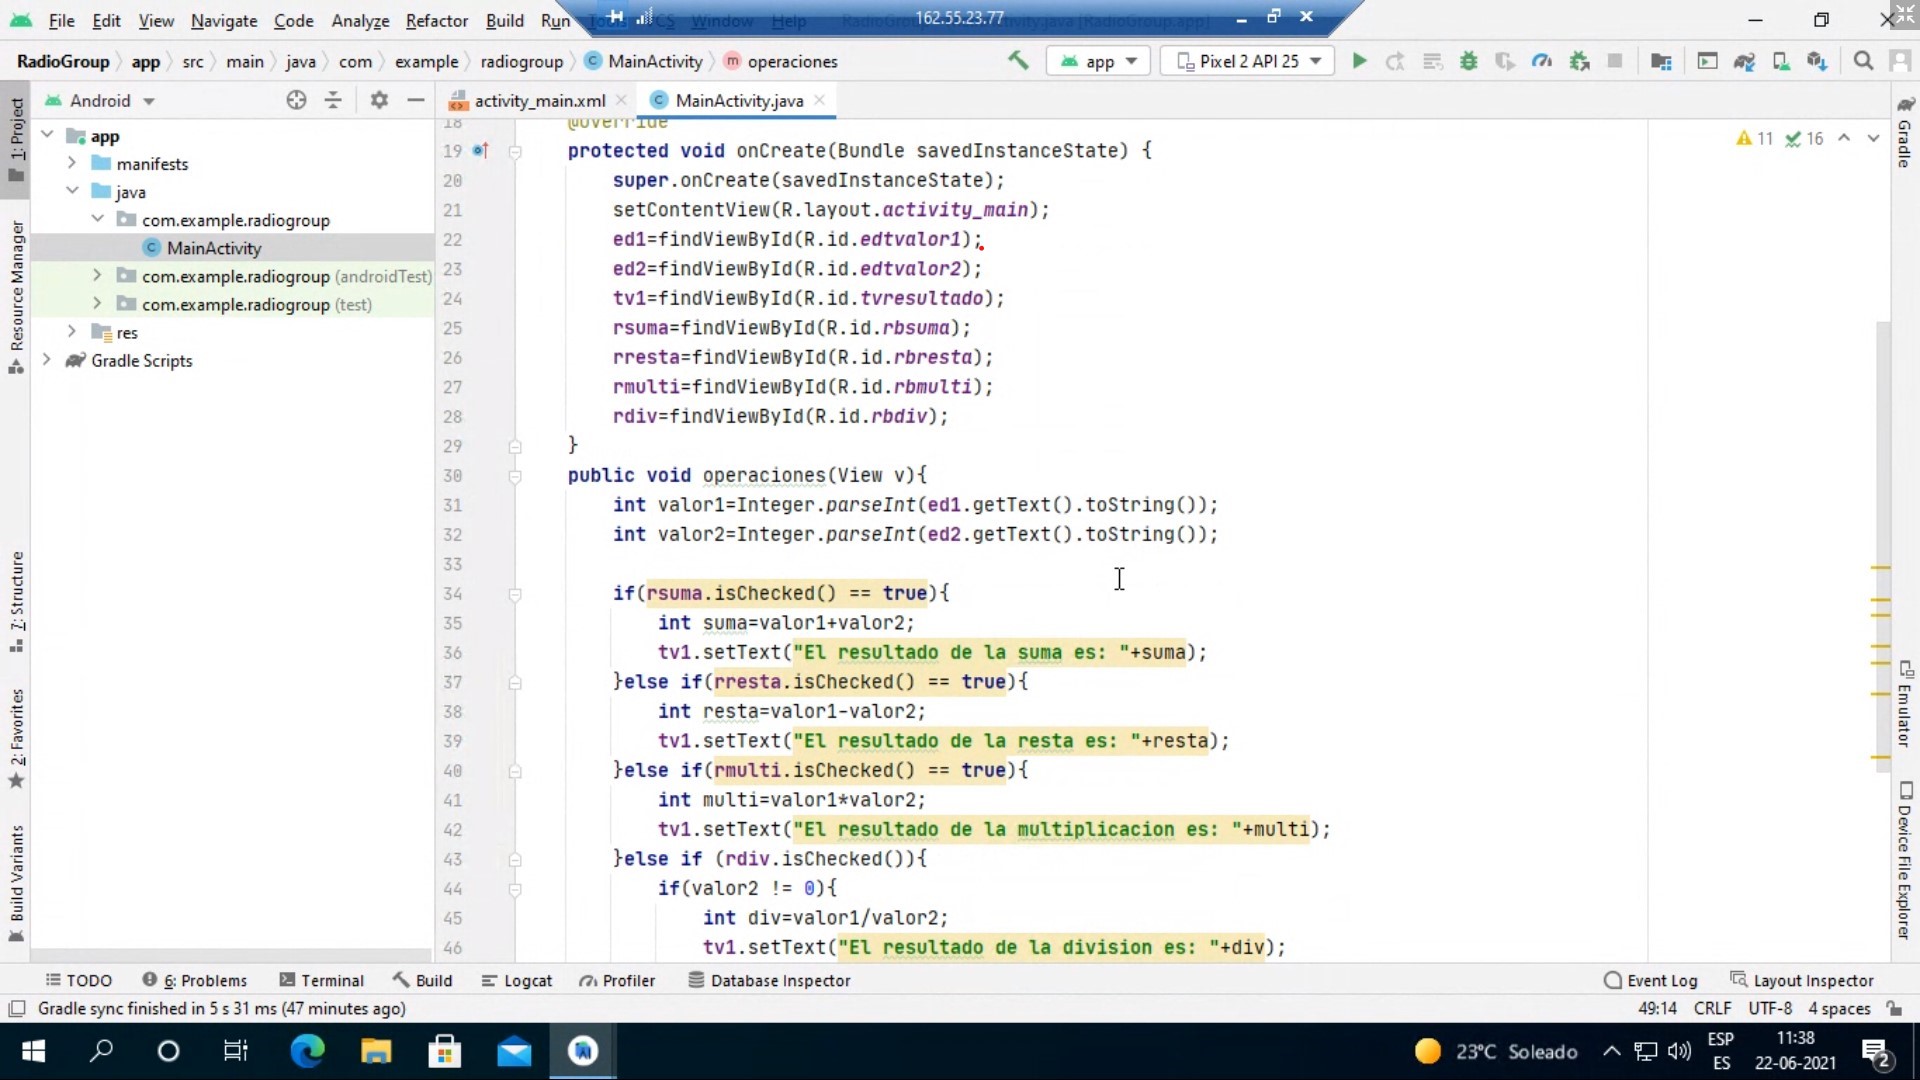 File Edit View Navigate Code Analyze Refactor Build Run Tools VCS Window Help
162.55.23.77
RadioGroup app src main java com example radiogroup MainActivity operaciones
app
Pixel 2 API 25
Android
activity_main.xml
MainActivity.java
1: Project
Resource Manager
7: Structure
2: Favorites
Build Variants
app
manifests
java
com.example.radiogroup
MainActivity
com.example.radiogroup (androidTest)
com.example.radiogroup (test)
res
Gradle Scripts
11 16
18 @Override
19 protected void onCreate(Bundle savedInstanceState) {
20 super.onCreate(savedInstanceState);
21 setContentView(R.layout.activity_main);
22 ed1=findViewById(R.id.edtvalor1);
23 ed2=findViewById(R.id.edtvalor2);
24 tv1=findViewById(R.id.tvresultado);
25 rsuma=findViewById(R.id.rbsuma);
26 rresta=findViewById(R.id.rbresta);
27 rmulti=findViewById(R.id.rbmulti);
28 rdiv=findViewById(R.id.rbdiv);
29 }
30 public void operaciones(View v){
31 int valor1=Integer.parseInt(ed1.getText().toString());
32 int valor2=Integer.parseInt(ed2.getText().toString());
33
34 if(rsuma.isChecked() == true){
35 int suma=valor1+valor2;
36 tv1.setText("El resultado de la suma es: "+suma);
37 }else if(rresta.isChecked() == true){
38 int resta=valor1-valor2;
39 tv1.setText("El resultado de la resta es: "+resta);
40 }else if(rmulti.isChecked() == true){
41 int multi=valor1*valor2;
42 tv1.setText("El resultado de la multiplicacion es: "+multi);
43 }else if (rdiv.isChecked()){
44 if(valor2 != 0){
45 int div=valor1/valor2;
46 tv1.setText("El resultado de la division es: "+div);
Gradle
Emulator
Device File Explorer
TODO 6: Problems Terminal Build Logcat Profiler Database Inspector Event Log Layout Inspector
Gradle sync finished in 5 s 31 ms (47 minutes ago)
49:14 CRLF UTF-8 4 spaces
23°C Soleado
ESP
ES
11:38
22-06-2021
2